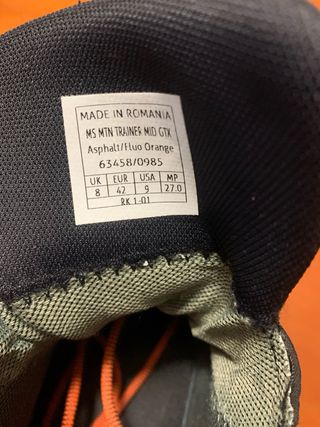 MADE IN ROMANIA
MS MTN TRAINER MID GTX
Asphalt/Fluo Orange
63458/0985
UK EUR USA MP
8 42 9 27.0
RK 1-01